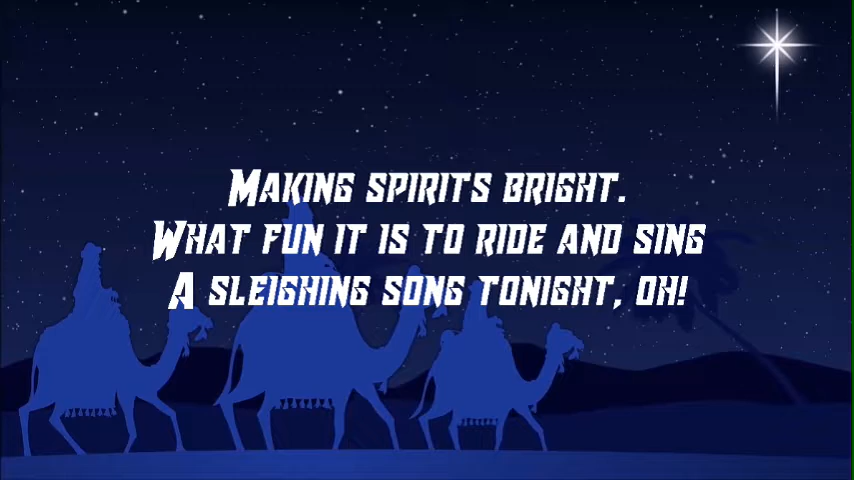 Making spirits bright.
What fun it is to ride and sing
A sleighing song tonight, oh!